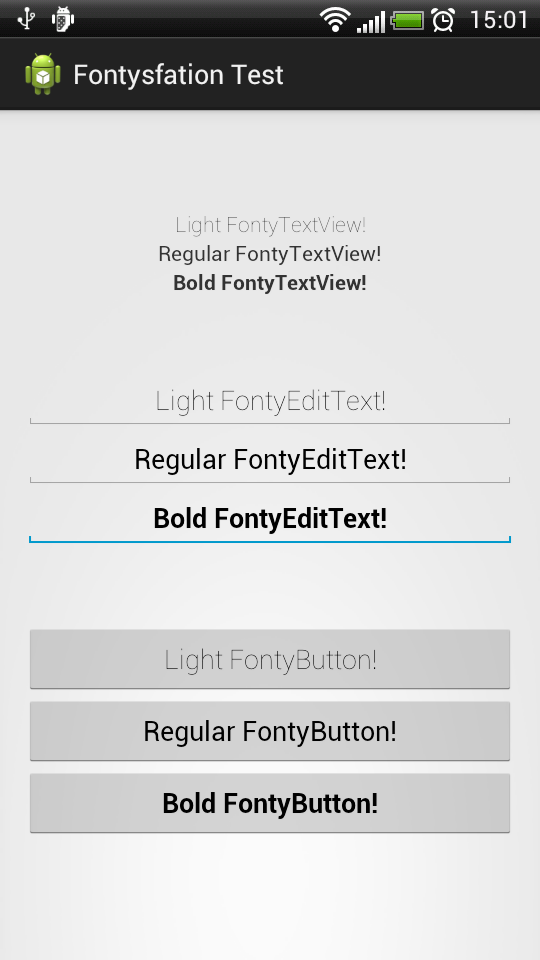 15:01
Fontysfation Test
Light FontyTextView!
Regular FontyTextView!
Bold FontyTextView!
Light FontyEditText!
Regular FontyEditText!
Bold FontyEditText!
Light FontyButton!
Regular FontyButton!
Bold FontyButton!